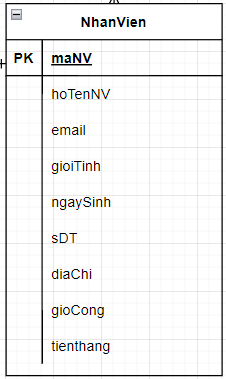 NhanVien
PK maNV
hoTenNV
email
gioiTinh
ngaySinh
sDT
diaChi
gioCong
tienthang